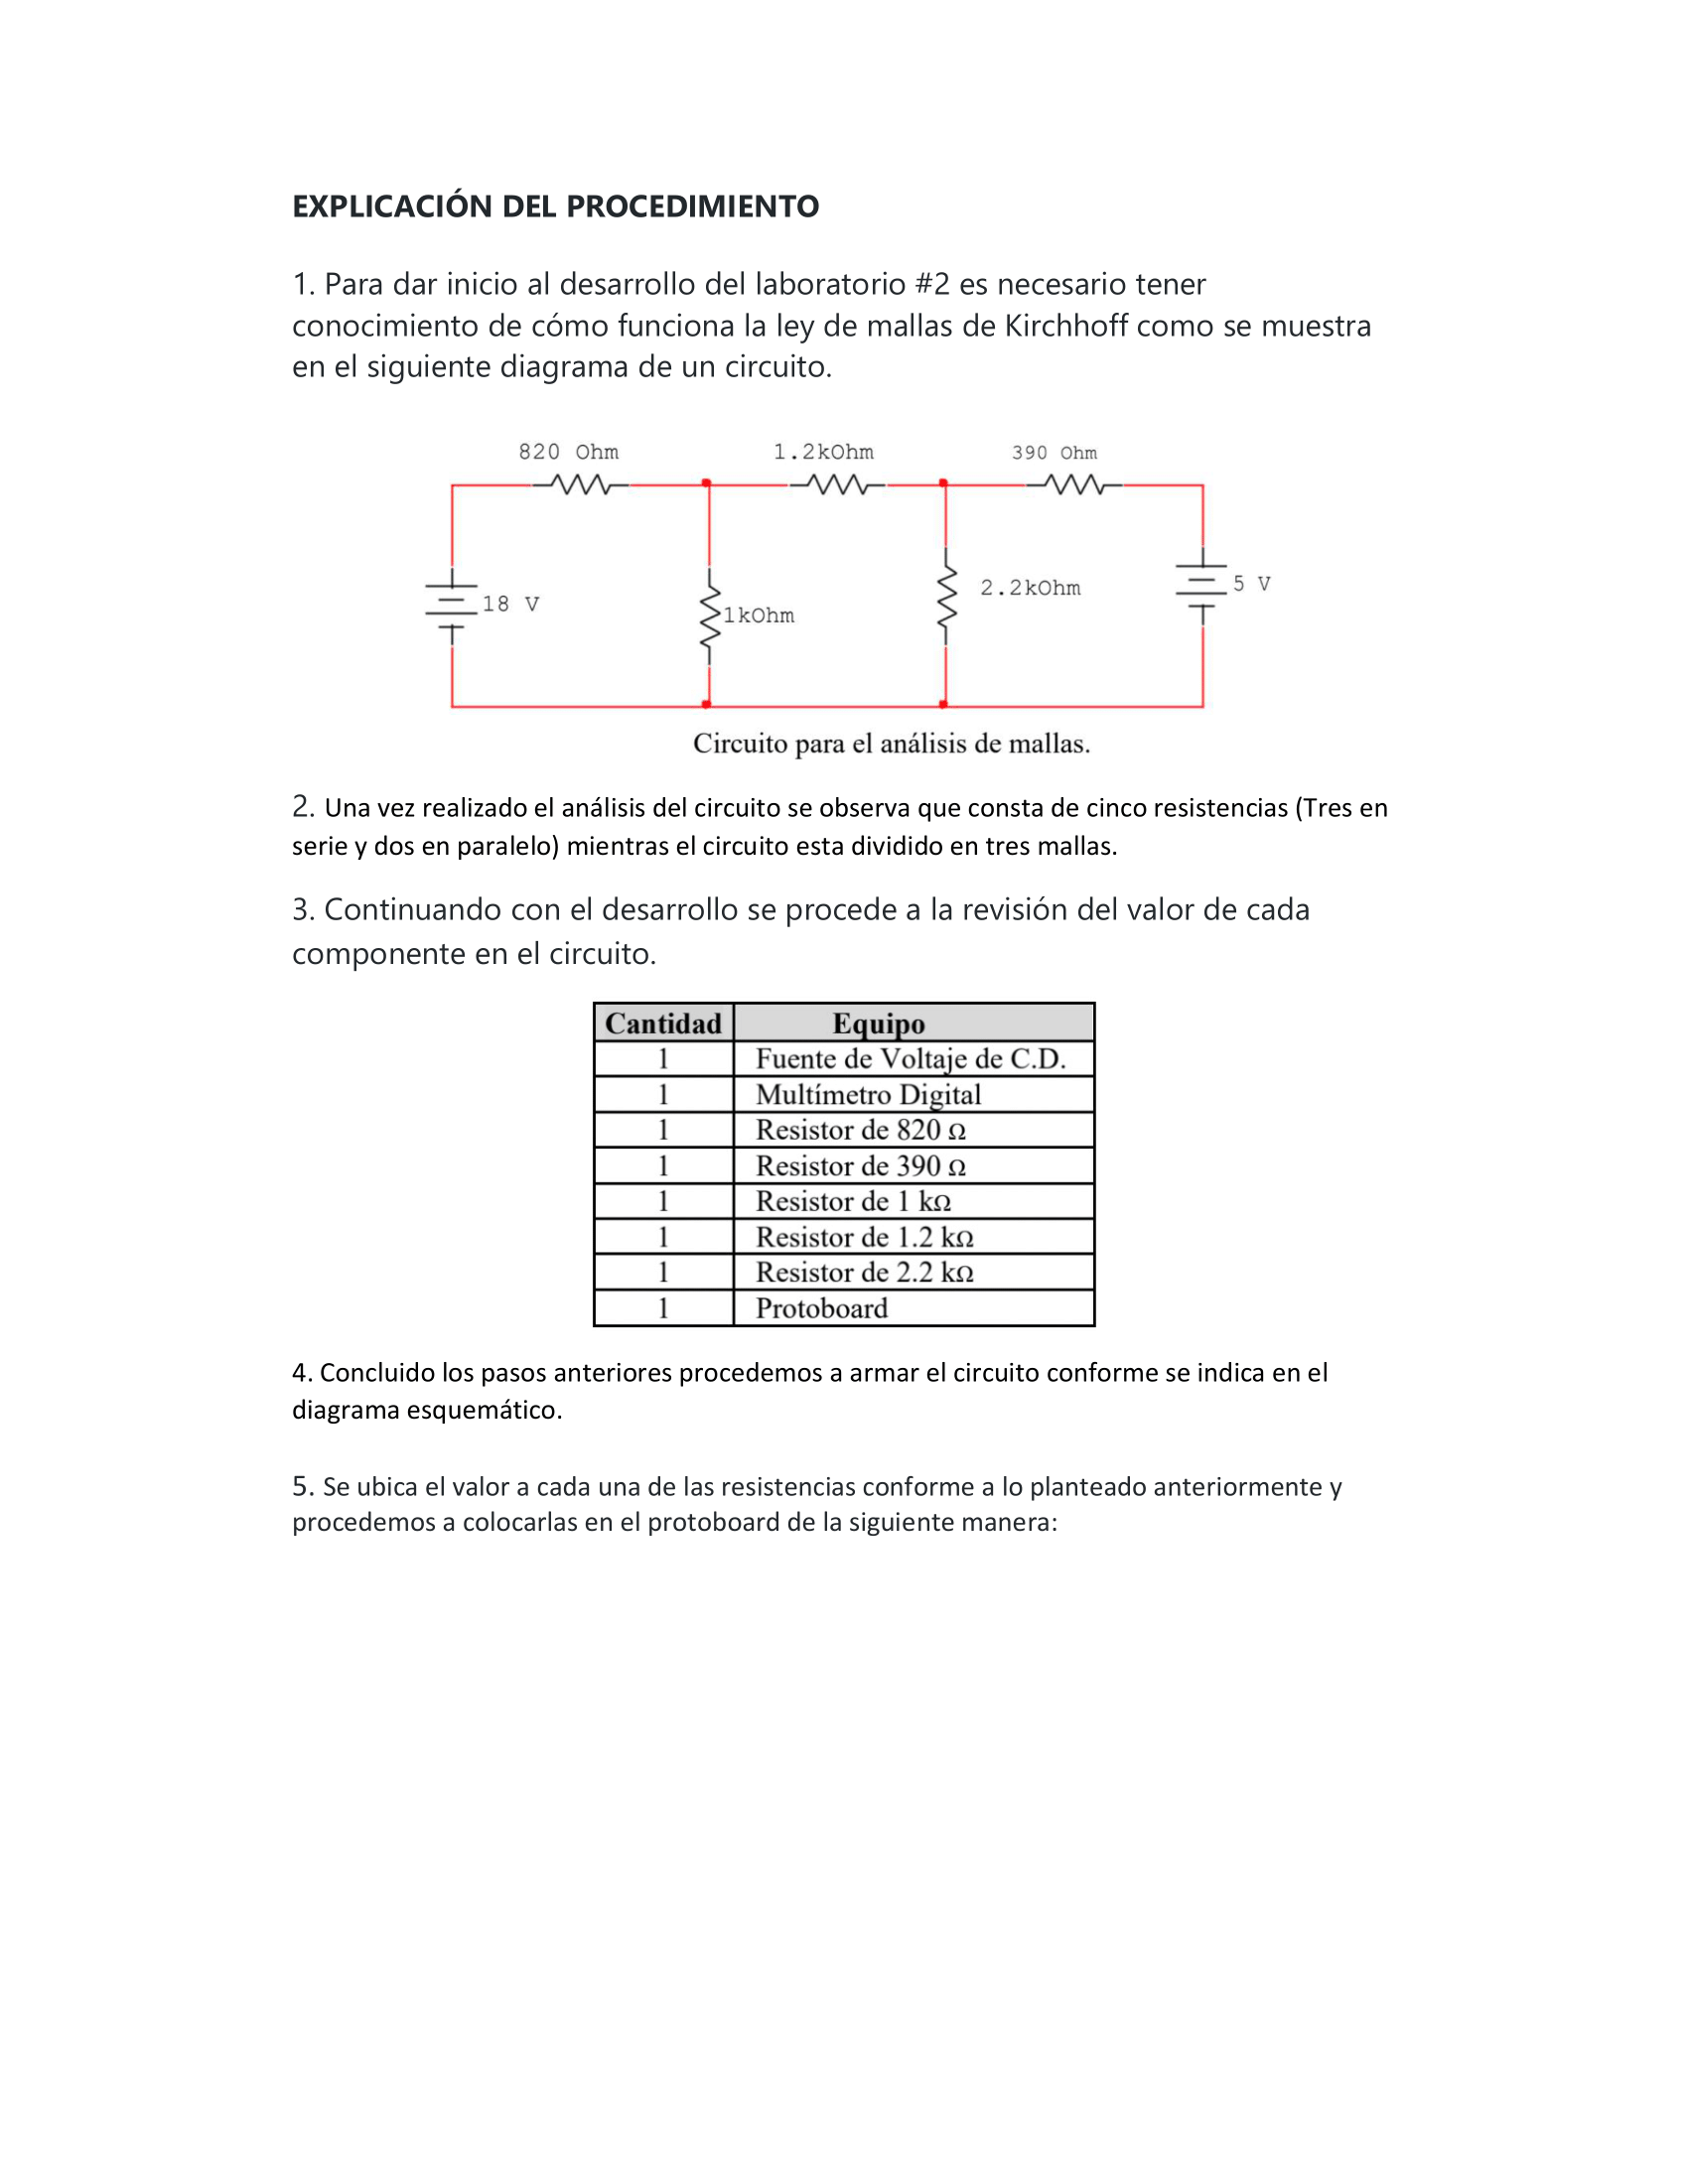 EXPLICACIÓN DEL PROCEDIMIENTO
1. Para dar inicio al desarrollo del laboratorio #2 es necesario tener
conocimiento de cómo funciona la ley de mallas de Kirchhoff como se muestra
en el siguiente diagrama de un circuito.
820 Ohm 1.2kOhm 390 Ohm
18 V 1kOhm 2.2kOhm 5 V
Circuito para el análisis de mallas.
2. Una vez realizado el análisis del circuito se observa que consta de cinco resistencias (Tres en
serie y dos en paralelo) mientras el circuito esta dividido en tres mallas.
3. Continuando con el desarrollo se procede a la revisión del valor de cada
componente en el circuito.
Cantidad Equipo
1 Fuente de Voltaje de C.D.
1 Multímetro Digital
1 Resistor de 820 Ω
1 Resistor de 390 Ω
1 Resistor de 1 kΩ
1 Resistor de 1.2 kΩ
1 Resistor de 2.2 kΩ
1 Protoboard
4. Concluido los pasos anteriores procedemos a armar el circuito conforme se indica en el
diagrama esquemático.
5. Se ubica el valor a cada una de las resistencias conforme a lo planteado anteriormente y
procedemos a colocarlas en el protoboard de la siguiente manera: